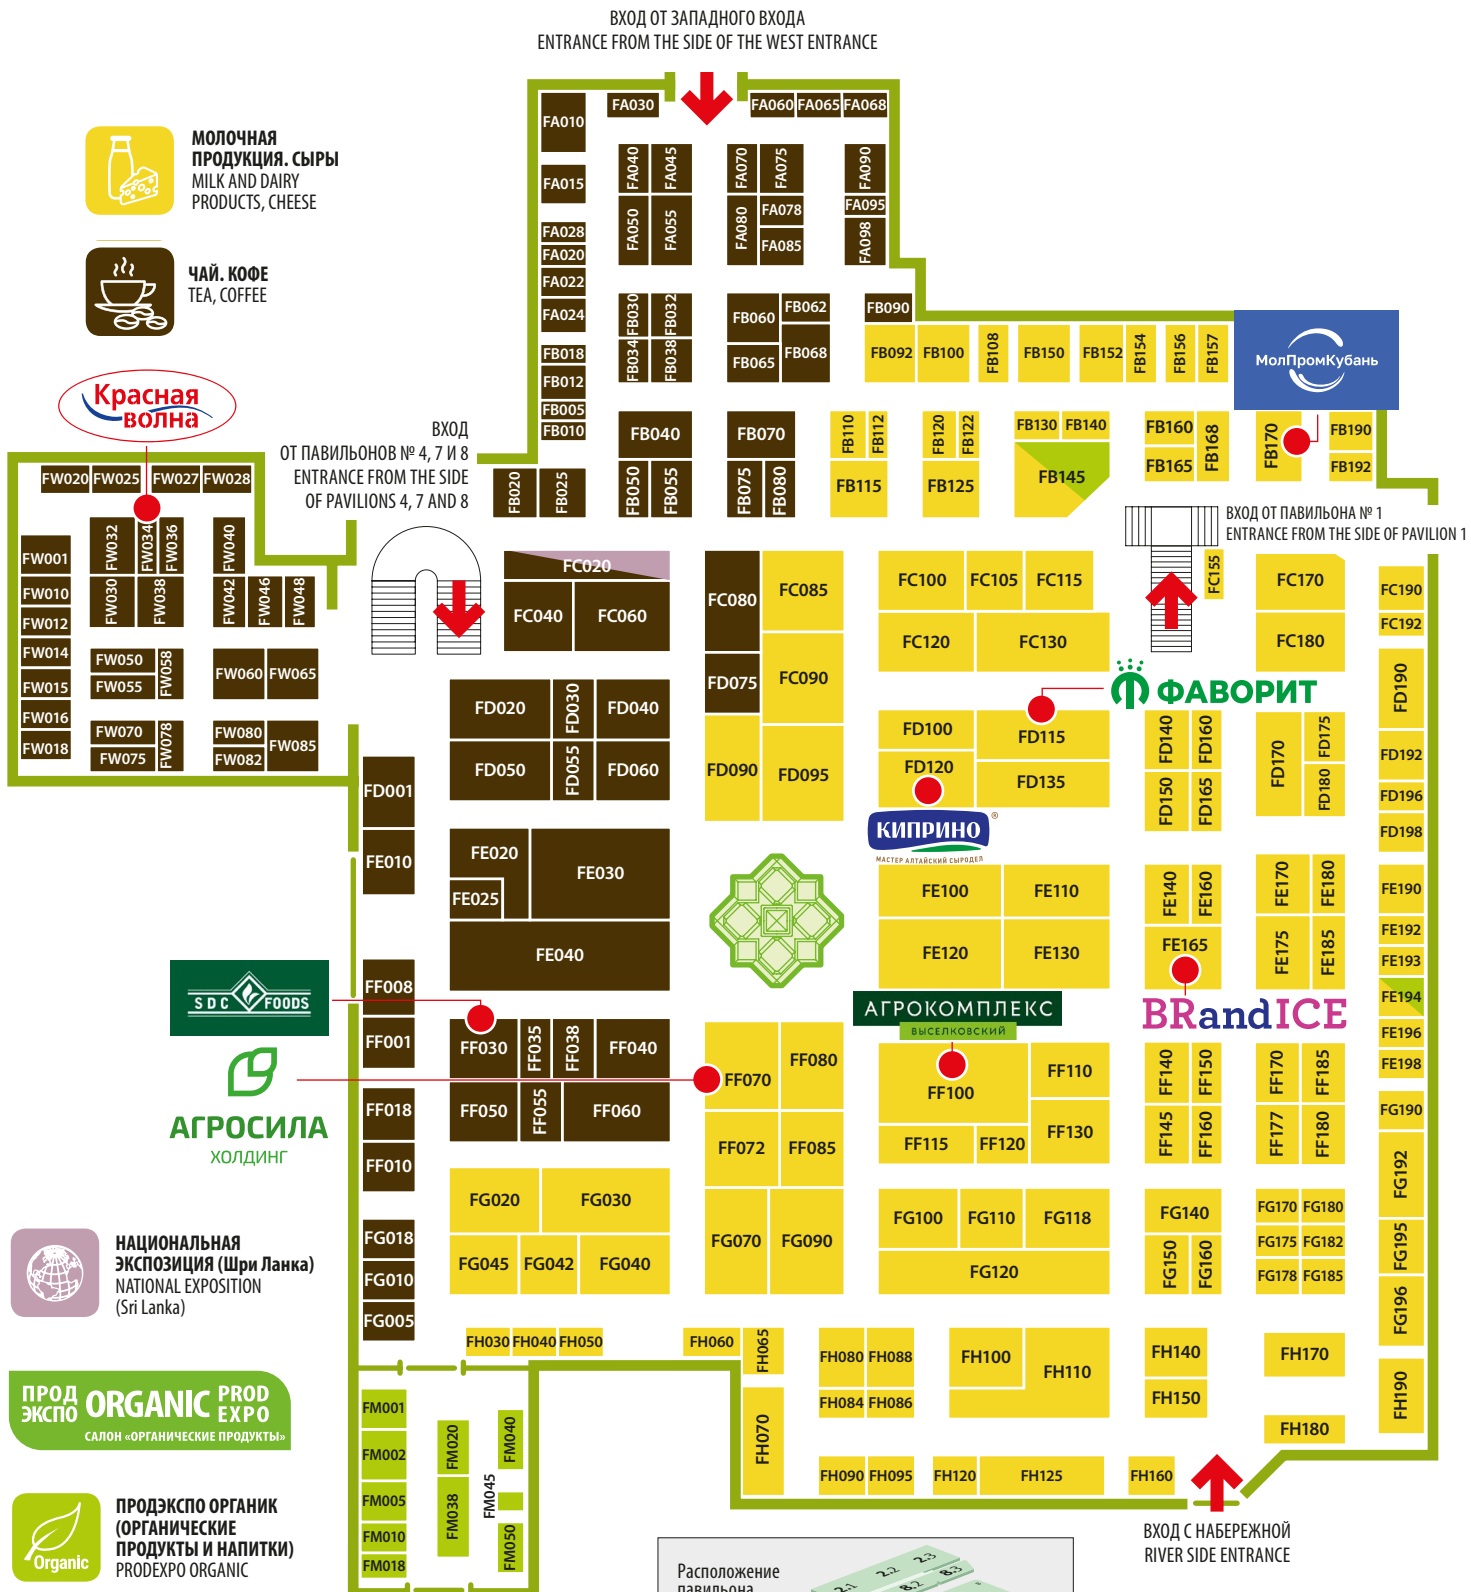 ВХОД ОТ ЗАПАДНОГО ВХОДА
ENTRANCE FROM THE SIDE OF THE WEST ENTRANCE
МОЛОЧНАЯ
ПРОДУКЦИЯ. СЫРЫ
MILK AND DAIRY
PRODUCTS, CHEESE
ЧАЙ. КОФЕ
TEA, COFFEE
Красная
волна
ВХОД
ОТ ПАВИЛЬОНОВ № 4, 7 И 8
ENTRANCE FROM THE SIDE
OF PAVILIONS 4, 7 AND 8
FA010
FA030
FA060 FA065 FA068
FA015
FA040
FA045
FA070
FA075
FA090
FA050
FA055
FA080
FA078
FA085
FA095
FA098
FA028
FA020
FA022
FA024
FB018
FB012
FB005
FB010
FB030
FB032
FB034
FB038
FB060
FB062
FB065
FB068
FB090
FB092 FB100
FB108
FB150
FB152
FB154
FB156
FB157
МолПромКубань
FB040
FB050
FB055
FB070
FB075
FB080
FB110
FB112
FB115
FB120
FB122
FB125
FB130 FB140
FB145
FB160
FB165
FB168
FB170
FB190
FB192
FB020
FB025
ВХОД ОТ ПАВИЛЬОНА № 1
ENTRANCE FROM THE SIDE OF PAVILION 1
FW020 FW025 FW027 FW028
FW001
FW010
FW012
FW014
FW015
FW016
FW018
FW032
FW034
FW036
FW040
FW030
FW038
FW042
FW046
FW048
FW050
FW055
FW058
FW060 FW065
FW070
FW075
FW078
FW080
FW082
FW085
FC020
FC040
FC060
FC080
FC085
FC090
FC100
FC105
FC115
FC120
FC130
FC155
FC170
FC180
FC190
FC192
ФАВОРИТ
FD001
FD020
FD030
FD040
FD050
FD055
FD060
FD075
FD090
FD095
FD100
FD115
FD120
FD135
FD140
FD160
FD150
FD165
FD170
FD175
FD180
FD190
FD192
FD196
FD198
КИПРИНО
®
МАСТЕР АЛТАЙСКИЙ СЫРОДЕЛ
FE010
FE020
FE025
FE030
FE040
FE100
FE110
FE120
FE130
FE140
FE160
FE165
FE170
FE180
FE175
FE185
FE190
FE192
FE193
FE194
FE196
FE198
BRandICE
SDC FOODS
АГРОКОМПЛЕКС
ВЫСЕЛКОВСКИЙ
АГРОСИЛА
ХОЛДИНГ
FF008
FF001
FF018
FF010
FF030
FF035
FF038
FF040
FF050
FF055
FF060
FF070
FF080
FF072
FF085
FF100
FF110
FF115
FF120
FF130
FF140
FF150
FF145
FF160
FF170
FF185
FF177
FF180
FG018
FG010
FG005
FG020
FG030
FG045
FG042
FG040
FG070
FG090
FG100
FG110
FG118
FG120
FG140
FG150
FG160
FG170 FG180
FG175 FG182
FG178 FG185
FG190
FG192
FG195
FG196
FH030 FH040 FH050
FH060
FH065
FH070
FH080 FH088
FH084 FH086
FH090 FH095
FH100
FH110
FH120
FH125
FH140
FH150
FH160
FH170
FH180
FH190
НАЦИОНАЛЬНАЯ
ЭКСПОЗИЦИЯ (Шри Ланка)
NATIONAL EXPOSITION
(Sri Lanka)
ПРОД
ЭКСПО
ORGANIC
PROD
EXPO
САЛОН «ОРГАНИЧЕСКИЕ ПРОДУКТЫ»
Organic
ПРОДЭКСПО ОРГАНИК
(ОРГАНИЧЕСКИЕ
ПРОДУКТЫ И НАПИТКИ)
PRODEXPO ORGANIC
FM001
FM002
FM005
FM010
FM018
FM020
FM038
FM040
FM045
FM050
ВХОД С НАБЕРЕЖНОЙ
RIVER SIDE ENTRANCE
Расположение
павильона
2.1
2.2
2.3
8.2
8.3